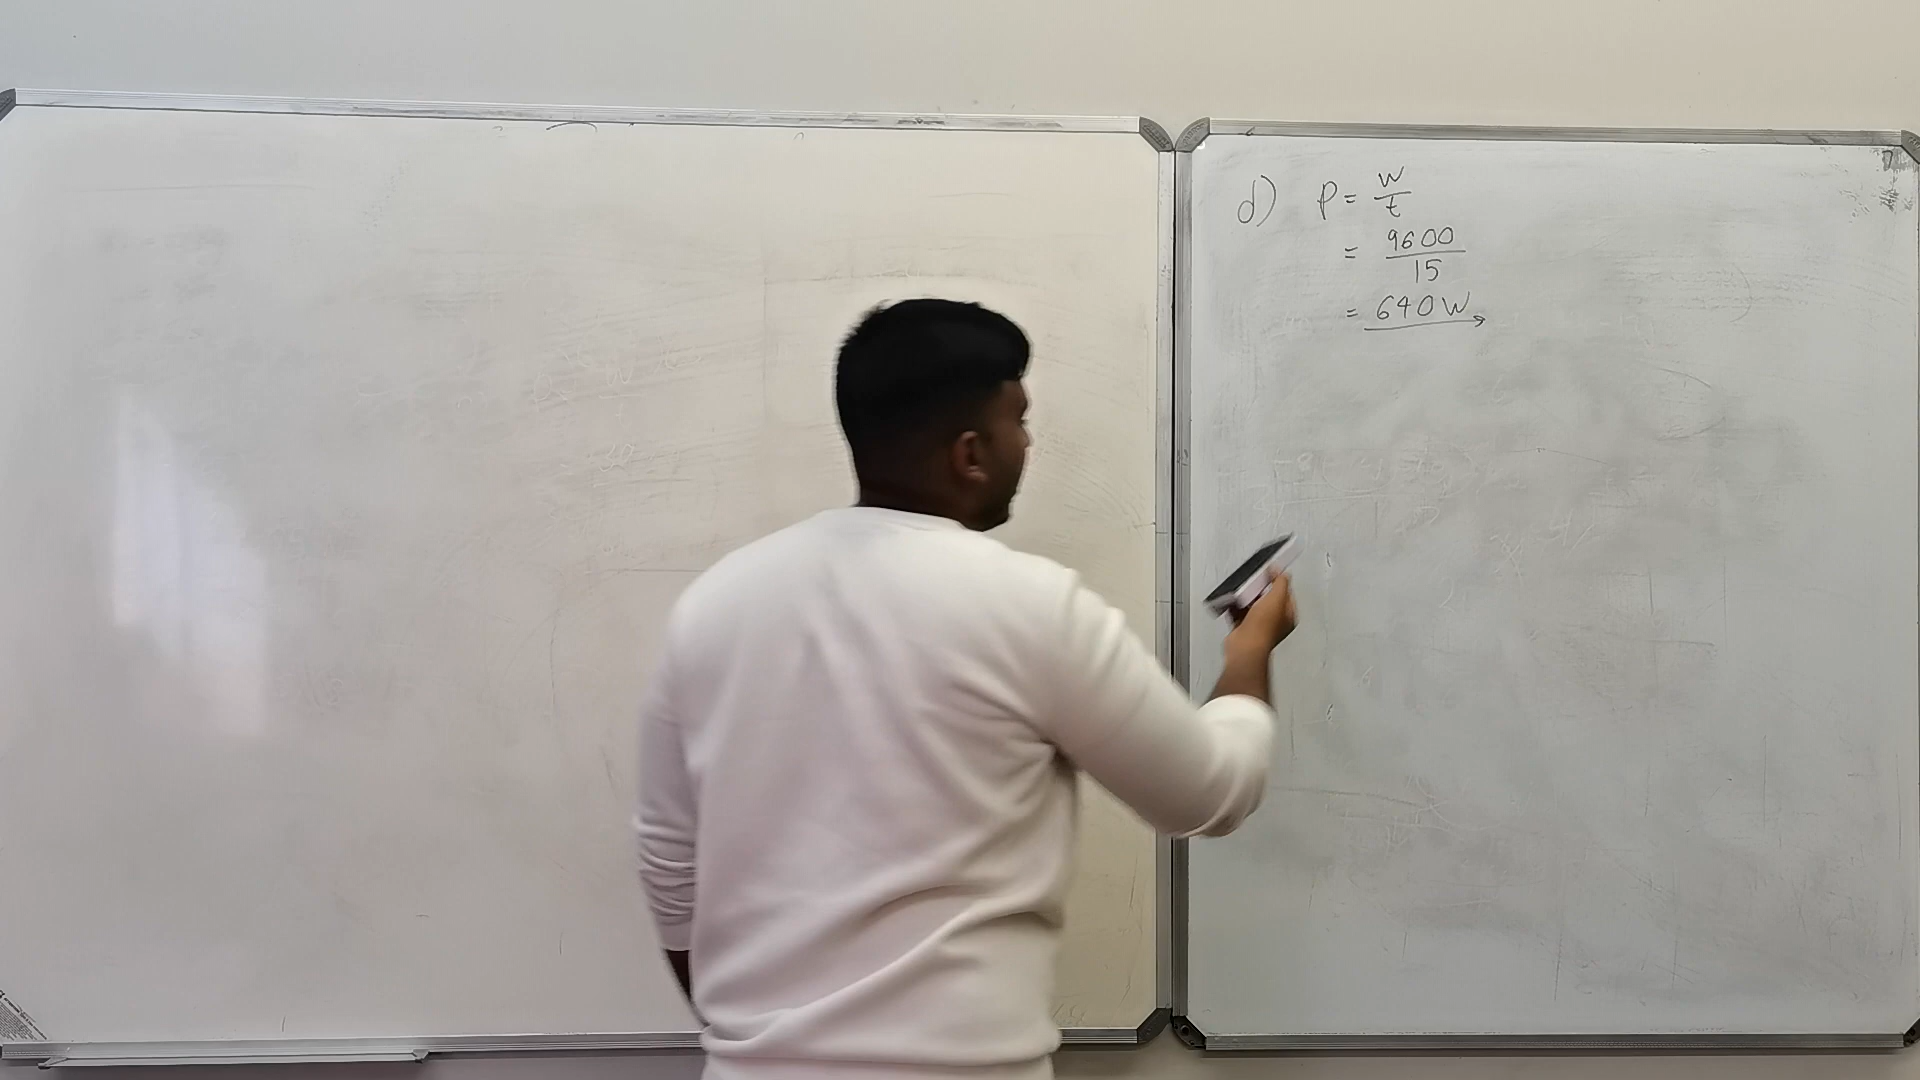 d) P = W/t
= 9600/15
= 640W